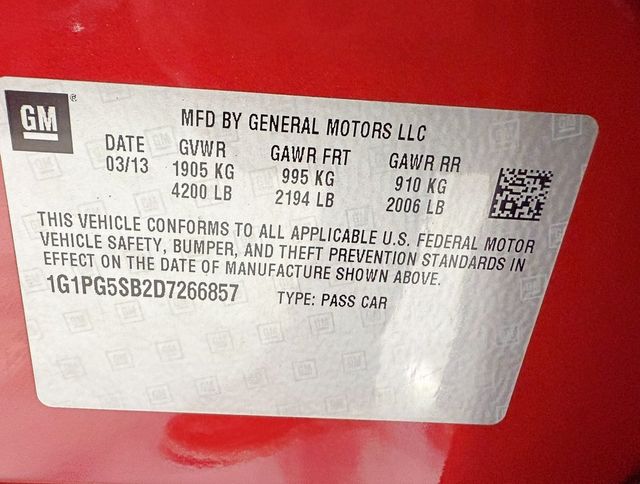 GM ®
MFD BY GENERAL MOTORS LLC
DATE GVWR GAWR FRT GAWR RR
03/13 1905 KG 995 KG 910 KG
4200 LB 2194 LB 2006 LB
THIS VEHICLE CONFORMS TO ALL APPLICABLE U.S. FEDERAL MOTOR
VEHICLE SAFETY, BUMPER, AND THEFT PREVENTION STANDARDS IN
EFFECT ON THE DATE OF MANUFACTURE SHOWN ABOVE.
1G1PG5SB2D7266857 TYPE: PASS CAR